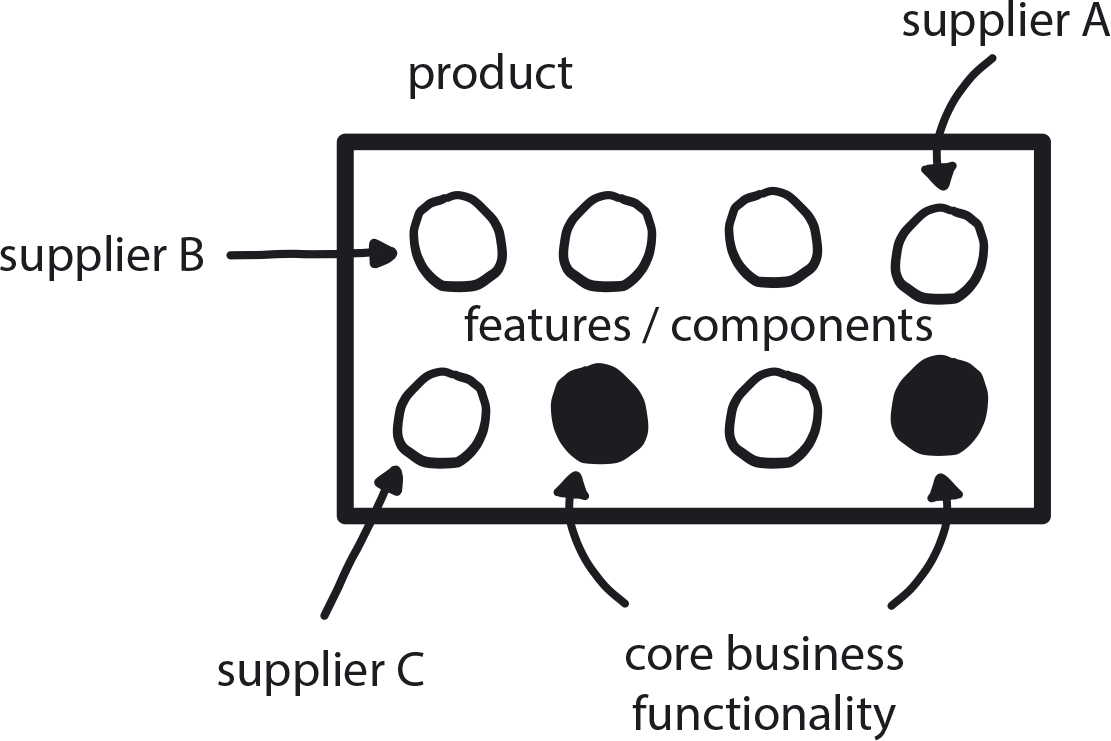 supplier A
product
supplier B
features / components
supplier C
core business
functionality